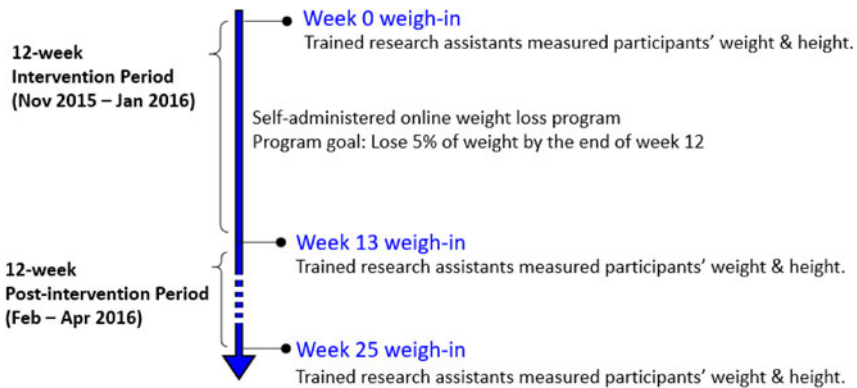 Week 0 weigh-in
Trained research assistants measured participants’ weight & height.
12-week
Intervention Period
(Nov 2015 – Jan 2016)
Self-administered online weight loss program
Program goal: Lose 5% of weight by the end of week 12
Week 13 weigh-in
Trained research assistants measured participants’ weight & height.
12-week
Post-intervention Period
(Feb – Apr 2016)
Week 25 weigh-in
Trained research assistants measured participants’ weight & height.